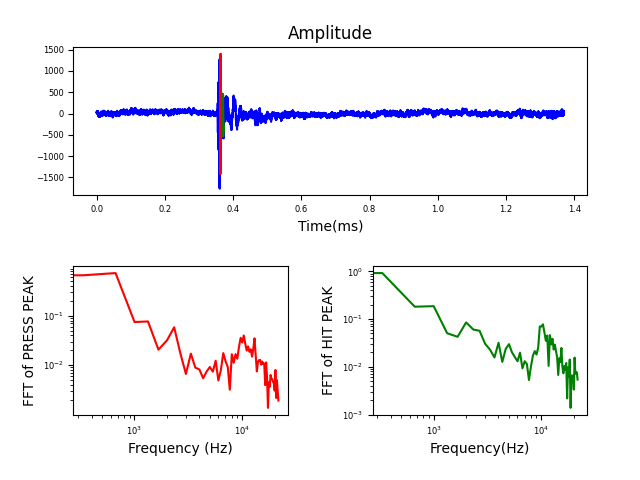 Amplitude
1500
1000
500
0
−500
−1000
−1500
0.0 0.2 0.4 0.6 0.8 1.0 1.2 1.4
Time(ms)
FFT of PRESS PEAK
10⁻¹
10⁻²
10³ 10⁴
Frequency (Hz)
FFT of HIT PEAK
10⁰
10⁻¹
10⁻²
10⁻³
10³ 10⁴
Frequency(Hz)